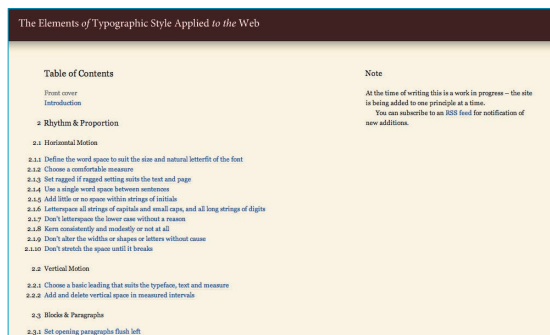 The Elements of Typographic Style Applied to the Web
Table of Contents
Front cover
Introduction
2 Rhythm & Proportion
2.1 Horizontal Motion
2.1.1 Define the word space to suit the size and natural letterfit of the font
2.1.2 Choose a comfortable measure
2.1.3 Set ragged if ragged setting suits the text and page
2.1.4 Use a single word space between sentences
2.1.5 Add little or no space within strings of initials
2.1.6 Letterspace all strings of capitals and small caps, and all long strings of digits
2.1.7 Don't letterspace the lower case without a reason
2.1.8 Kern consistently and modestly or not at all
2.1.9 Don't alter the widths or shapes or letters without cause
2.1.10 Don't stretch the space until it breaks
2.2 Vertical Motion
2.2.1 Choose a basic leading that suits the typeface, text and measure
2.2.2 Add and delete vertical space in measured intervals
2.3 Blocks & Paragraphs
2.3.1 Set opening paragraphs flush left
Note
At the time of writing this is a work in progress – the site
is being added to one principle at a time.
You can subscribe to an RSS feed for notification of
new additions.